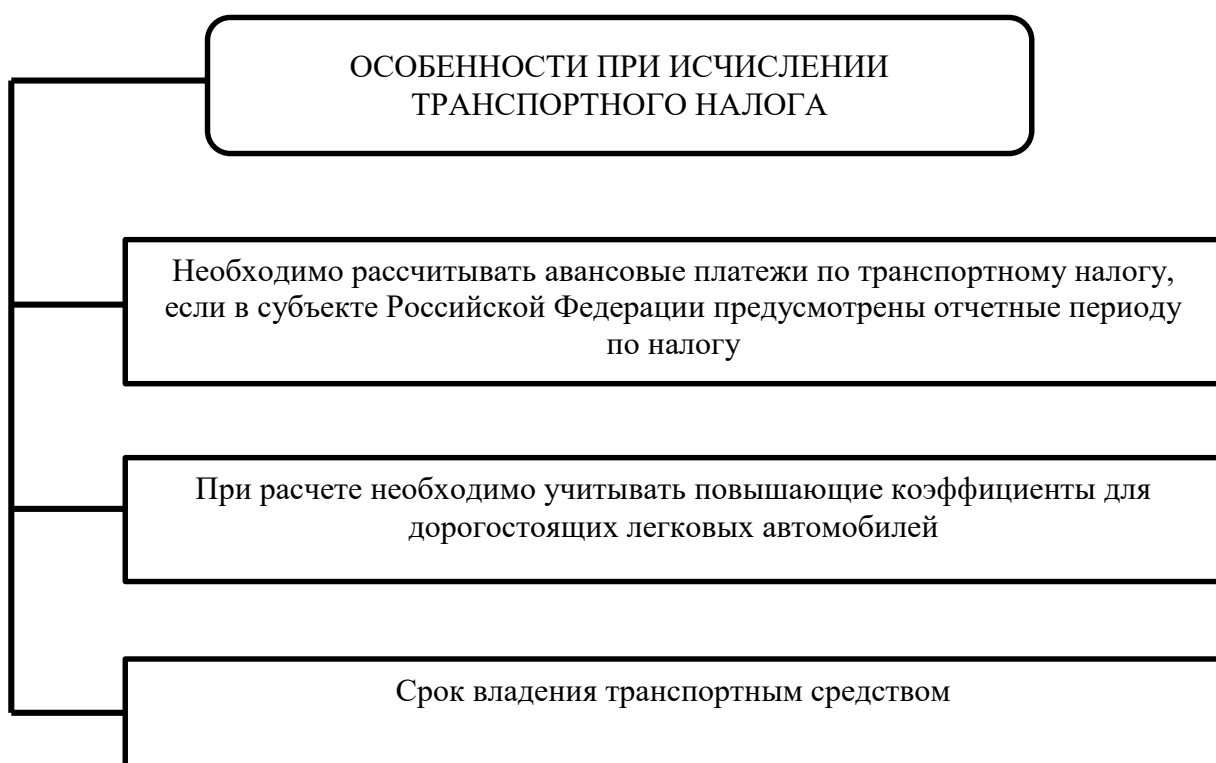 ОСОБЕННОСТИ ПРИ ИСЧИСЛЕНИИ
ТРАНСПОРТНОГО НАЛОГА
Необходимо рассчитывать авансовые платежи по транспортному налогу,
если в субъекте Российской Федерации предусмотрены отчетные периоду
по налогу
При расчете необходимо учитывать повышающие коэффициенты для
дорогостоящих легковых автомобилей
Срок владения транспортным средством